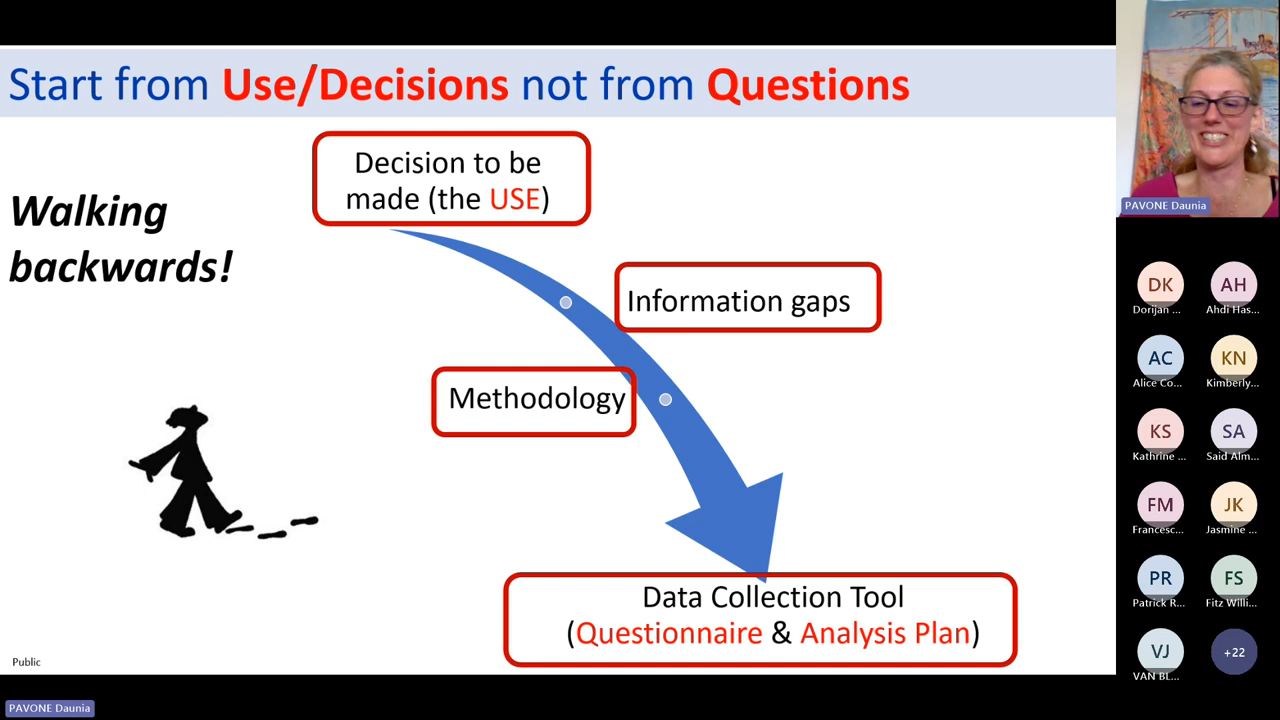 Start from Use/Decisions not from Questions
Decision to be
made (the USE)
Walking
backwards!
Information gaps
Methodology
Data Collection Tool
(Questionnaire & Analysis Plan)
Public
PAVONE Daunia
PAVONE Daunia
DK
Dorijan ...
AH
Ahdi Has...
AC
Alice Co...
KN
Kimberly...
KS
Kathrine ...
SA
Said Alm...
FM
Francesc...
JK
Jasmine ...
PR
Patrick R...
FS
Fitz Willi...
VJ
VAN BL...
+22